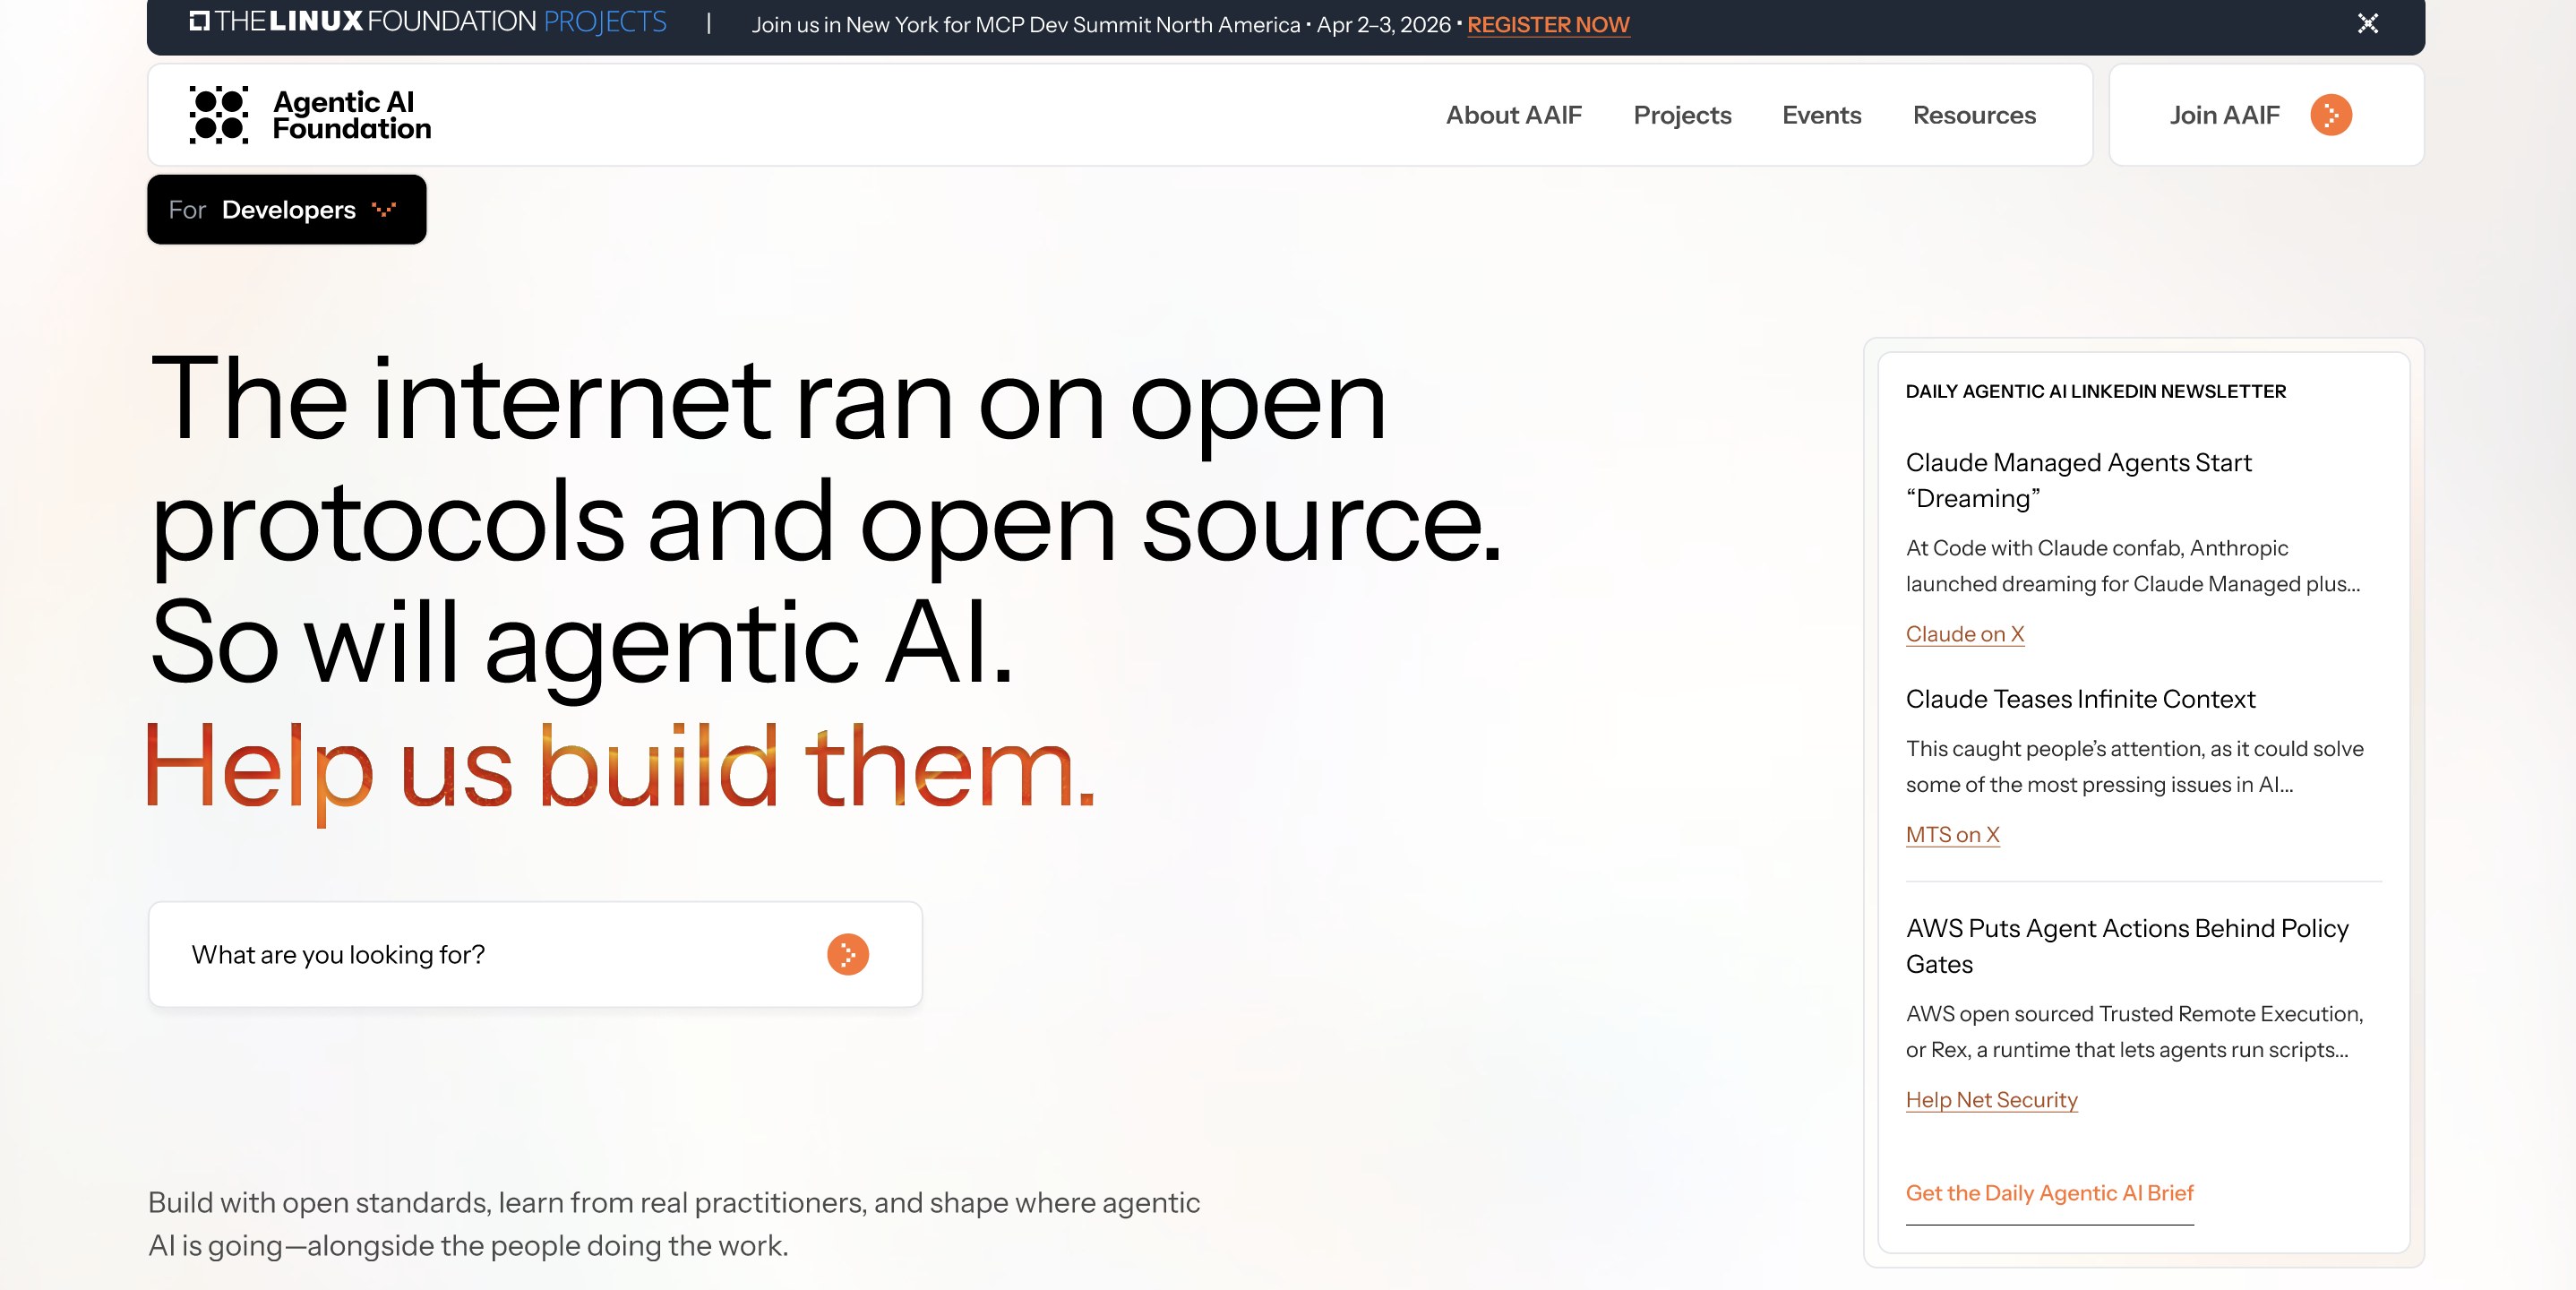 THE LINUX FOUNDATION PROJECTS | Join us in New York for MCP Dev Summit North America • Apr 2–3, 2026 • REGISTER NOW
Agentic AI
Foundation
About AAIF Projects Events Resources Join AAIF
For Developers
The internet ran on open
protocols and open source.
So will agentic AI.
Help us build them.
What are you looking for?
Build with open standards, learn from real practitioners, and shape where agentic
AI is going—alongside the people doing the work.
DAILY AGENTIC AI LINKEDIN NEWSLETTER
Claude Managed Agents Start
“Dreaming”
At Code with Claude confab, Anthropic
launched dreaming for Claude Managed plus...
Claude on X
Claude Teases Infinite Context
This caught people’s attention, as it could solve
some of the most pressing issues in AI...
MTS on X
AWS Puts Agent Actions Behind Policy
Gates
AWS open sourced Trusted Remote Execution,
or Rex, a runtime that lets agents run scripts...
Help Net Security
Get the Daily Agentic AI Brief